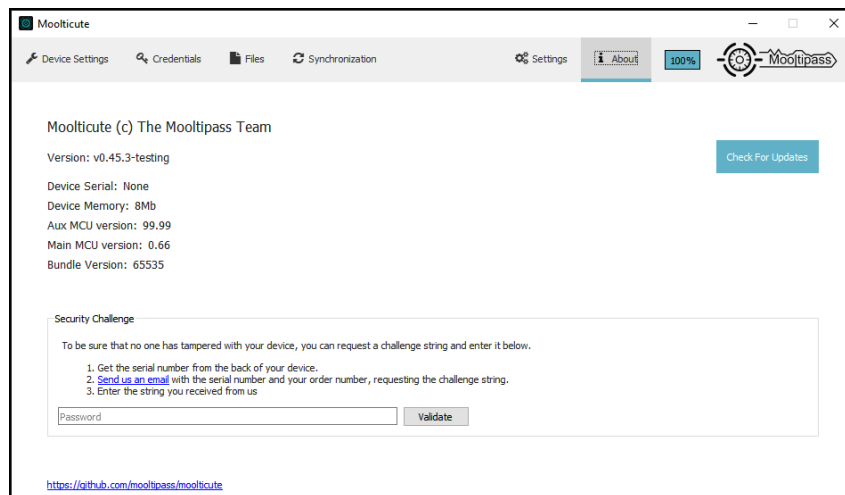 Moolticute
Device Settings Credentials Files Synchronization Settings About 100% Mooltipass
Moolticute (c) The Mooltipass Team
Version: v0.45.3-testing
Check For Updates
Device Serial: None
Device Memory: 8Mb
Aux MCU version: 99.99
Main MCU version: 0.66
Bundle Version: 65535
Security Challenge
To be sure that no one has tampered with your device, you can request a challenge string and enter it below.
1. Get the serial number from the back of your device.
2. Send us an email with the serial number and your order number, requesting the challenge string.
3. Enter the string you received from us
Password Validate
https://github.com/mooltipass/moolticute